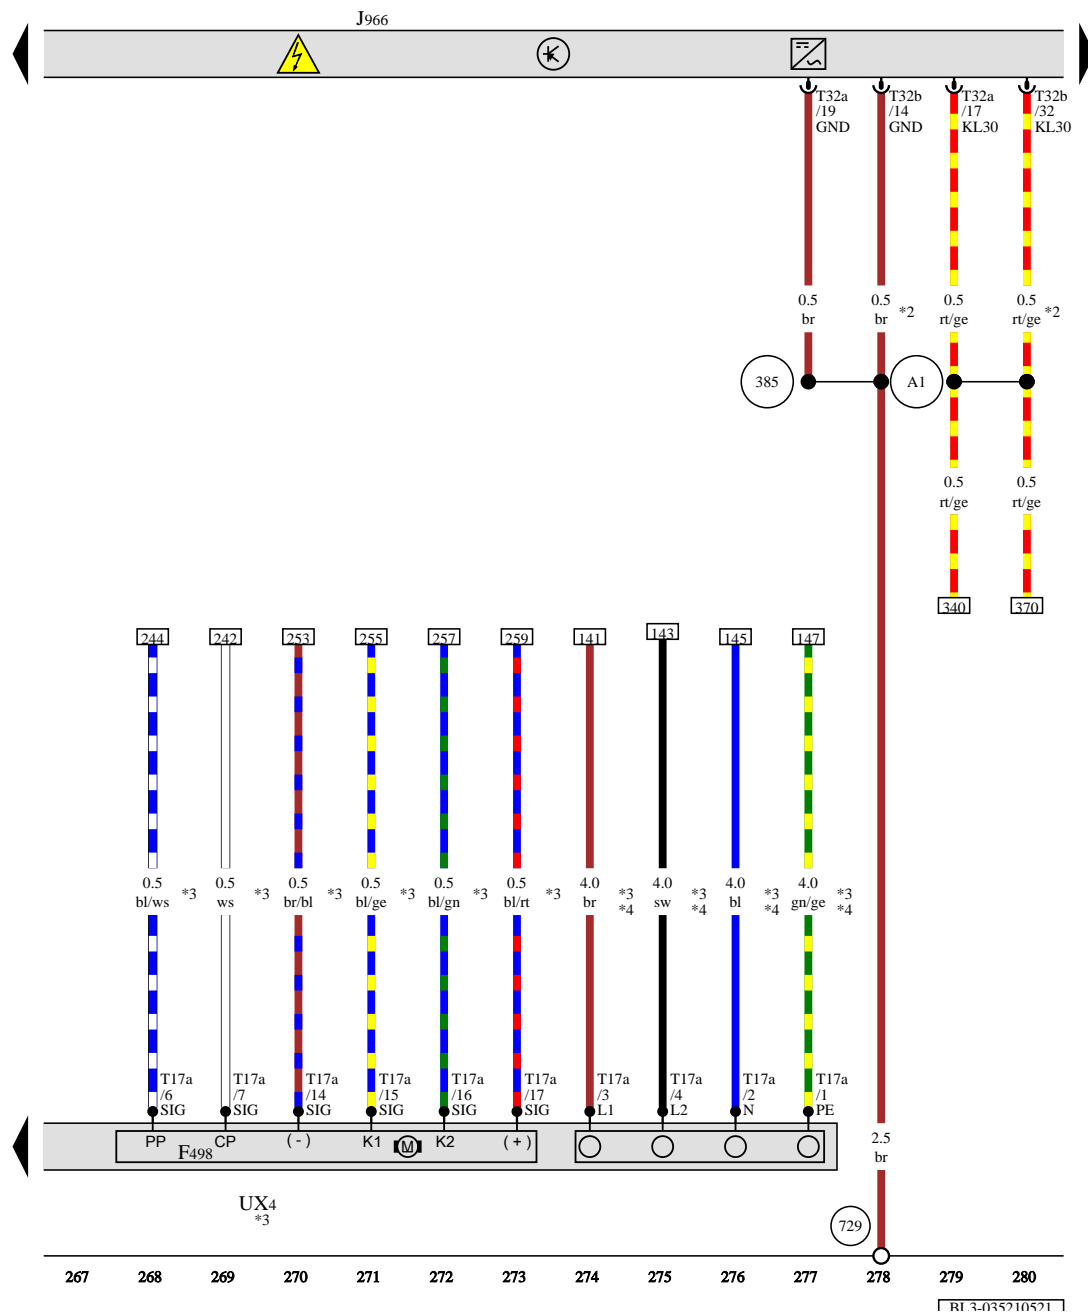 J966
T32a
/19
GND
T32b
/14
GND
T32a
/17
KL30
T32b
/32
KL30
0.5
br
0.5
br
*2
0.5
rt/ge
0.5
rt/ge
*2
385
A1
0.5
rt/ge
0.5
rt/ge
340
370
244
242
253
255
257
259
141
143
145
147
0.5
bl/ws
*3
0.5
ws
*3
0.5
br/bl
*3
0.5
bl/ge
*3
0.5
bl/gn
*3
0.5
bl/rt
*3
4.0
br
*3
*4
4.0
sw
*3
*4
4.0
bl
*3
*4
4.0
gn/ge
*3
*4
T17a
/6
SIG
T17a
/7
SIG
T17a
/14
SIG
T17a
/15
SIG
T17a
/16
SIG
T17a
/17
SIG
T17a
/3
L1
T17a
/4
L2
T17a
/2
N
T17a
/1
PE
PP
CP
(-)
K1
M
K2
(+)
F498
2.5
br
UX4
*3
729
267 268 269 270 271 272 273 274 275 276 277 278 279 280
BL3-035210521